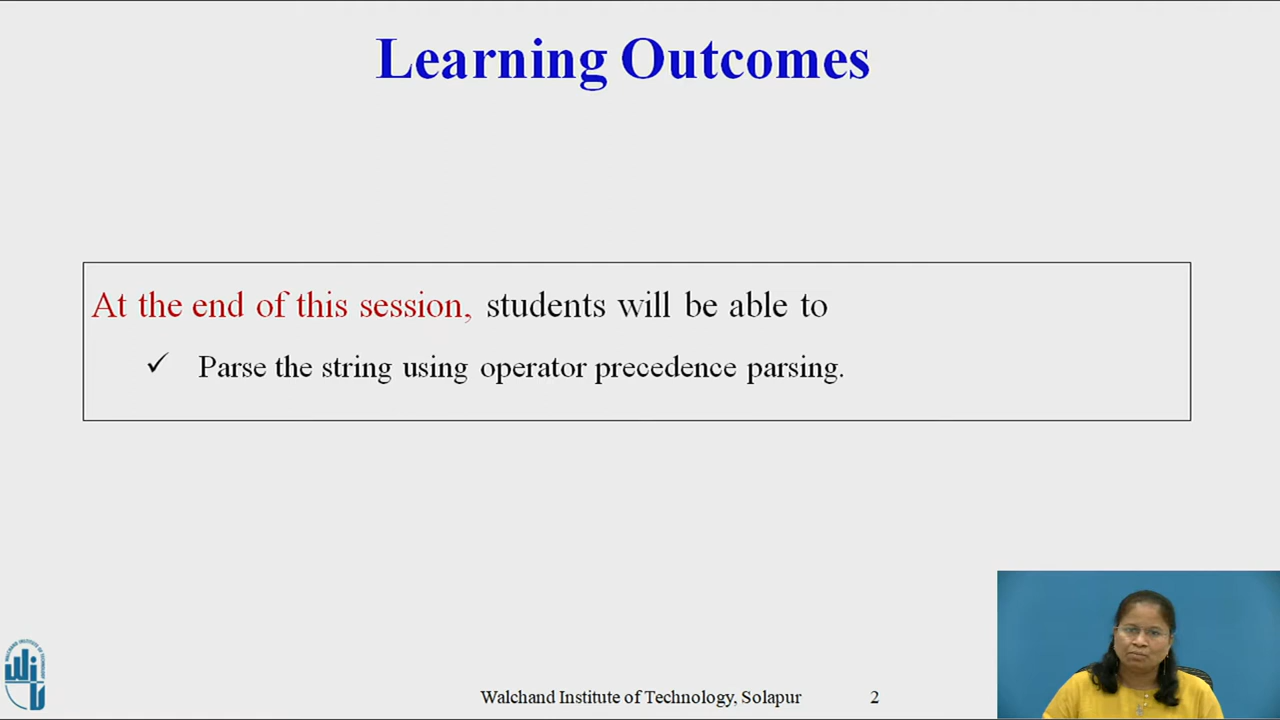 Learning Outcomes
At the end of this session, students will be able to
✓ Parse the string using operator precedence parsing.
Walchand Institute of Technology, Solapur 2